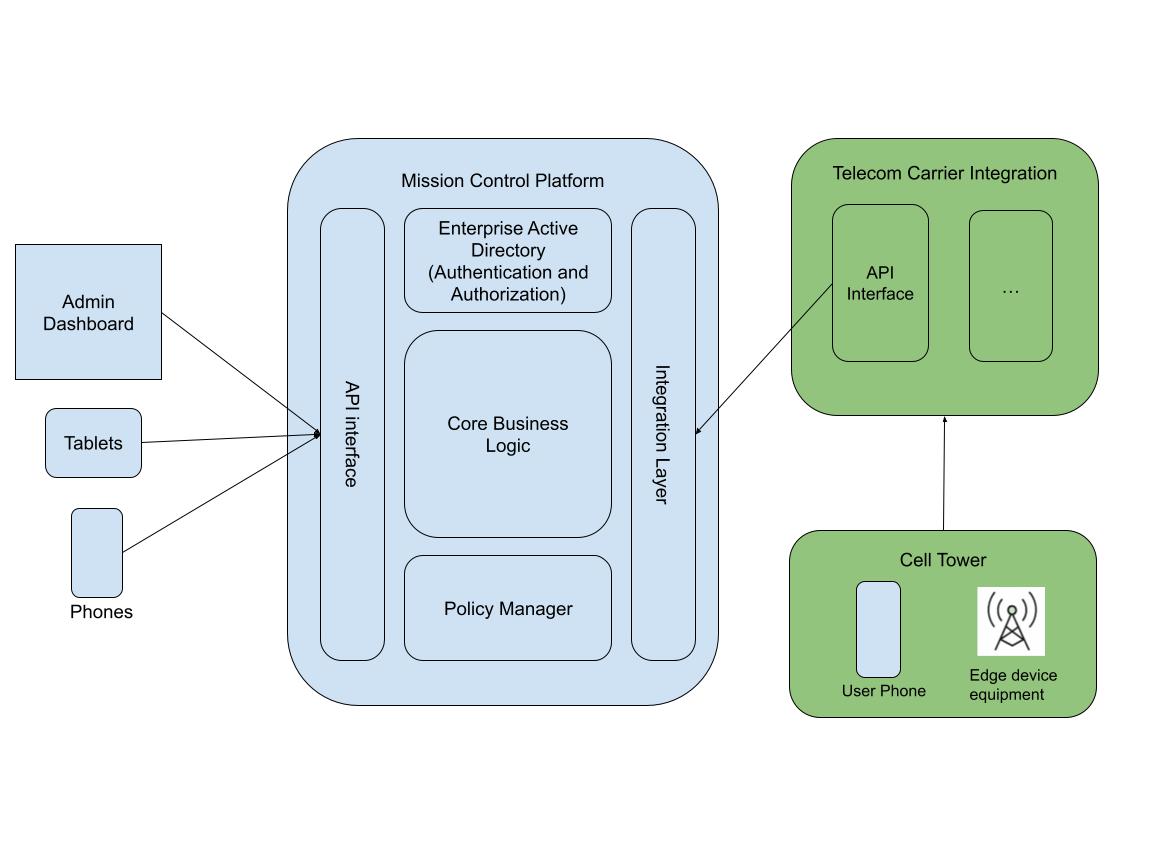 Mission Control Platform
Telecom Carrier Integration
Enterprise Active
Directory
(Authentication and
Authorization)
API
Interface
...
Admin
Dashboard
Tablets
Phones
API interface
Core Business
Logic
Policy Manager
Integration Layer
Cell Tower
User Phone
Edge device
equipment